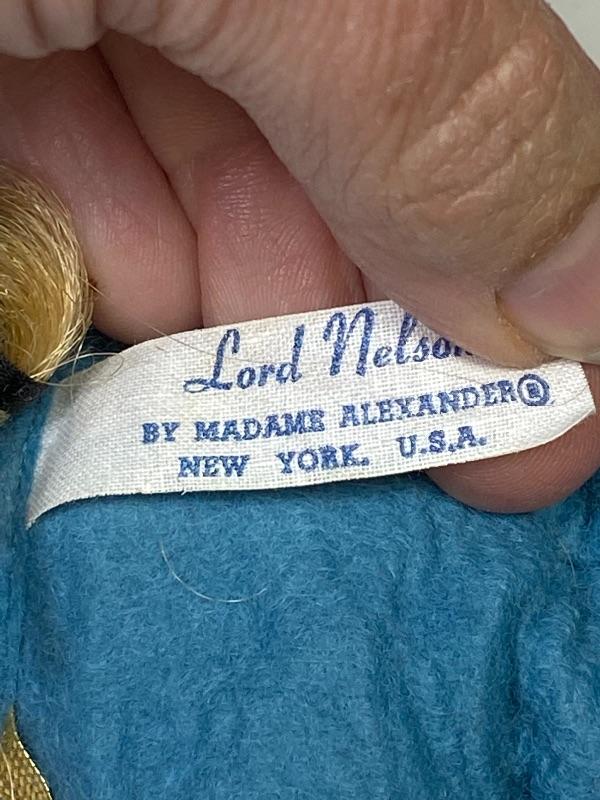 Lord Nelson
BY MADAME ALEXANDER®
NEW YORK. U.S.A.